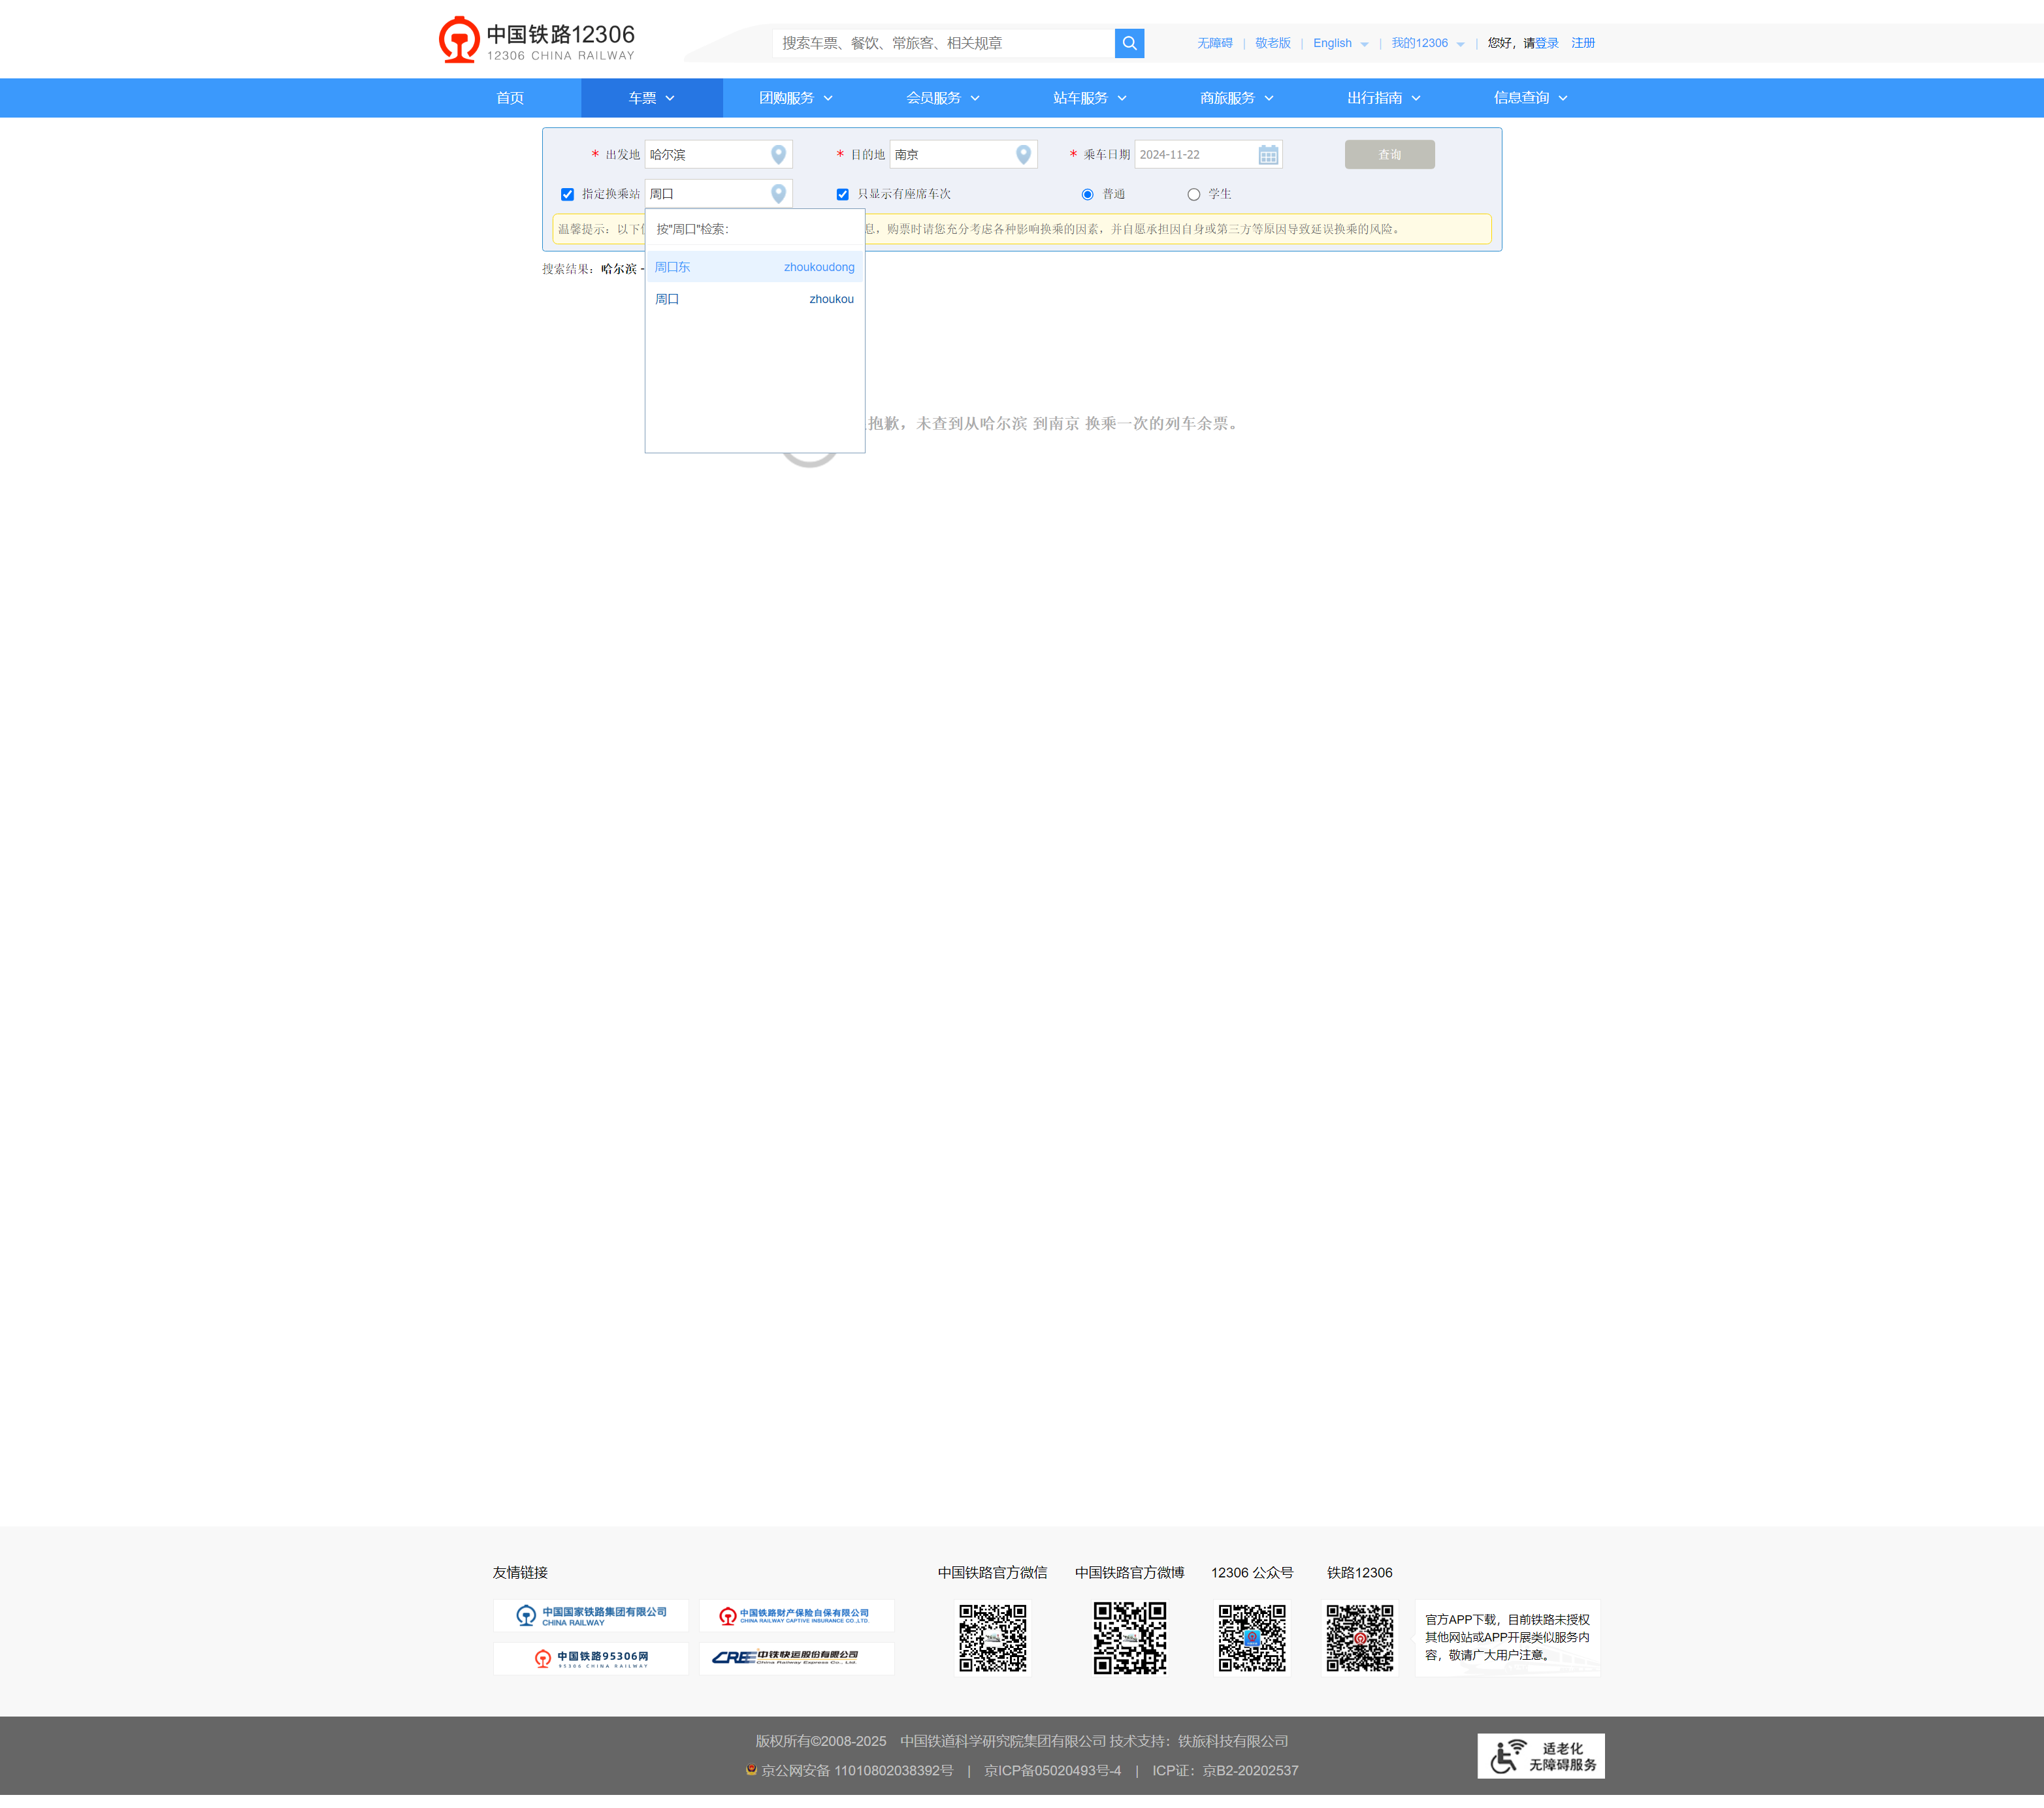 中国铁路12306
12306 CHINA RAILWAY
搜索车票、餐饮、常旅客、相关规章
无障碍 | 敬老版 | English | 我的12306 | 您好，请登录 注册
首页 车票 团购服务 会员服务 站车服务 商旅服务 出行指南 信息查询
* 出发地 哈尔滨 * 目的地 南京 * 乘车日期 2024-11-22 查询
指定换乘站 周口 只显示有座席车次 普通 学生
温馨提示：以下
息，购票时请您充分考虑各种影响换乘的因素，并自愿承担因自身或第三方等原因导致延误换乘的风险。
按"周口"检索:
搜索结果：哈尔滨 -
周口东 zhoukoudong
周口 zhoukou
抱歉，未查到从哈尔滨 到南京 换乘一次的列车余票。
友情链接
中国铁路官方微信 中国铁路官方微博 12306 公众号 铁路12306
中国国家铁路集团有限公司
CHINA RAILWAY
中国铁路财产保险自保有限公司
CHINA RAILWAY CAPTIVE INSURANCE CO.,LTD.
中国铁路95306网
95306 CHINA RAILWAY
CRE 中铁快运股份有限公司
China Railway Express Co., Ltd.
官方APP下载，目前铁路未授权
其他网站或APP开展类似服务内
容，敬请广大用户注意。
版权所有©2008-2025 中国铁道科学研究院集团有限公司 技术支持：铁旅科技有限公司
京公网安备 11010802038392号 | 京ICP备05020493号-4 | ICP证：京B2-20202537
适老化
无障碍服务